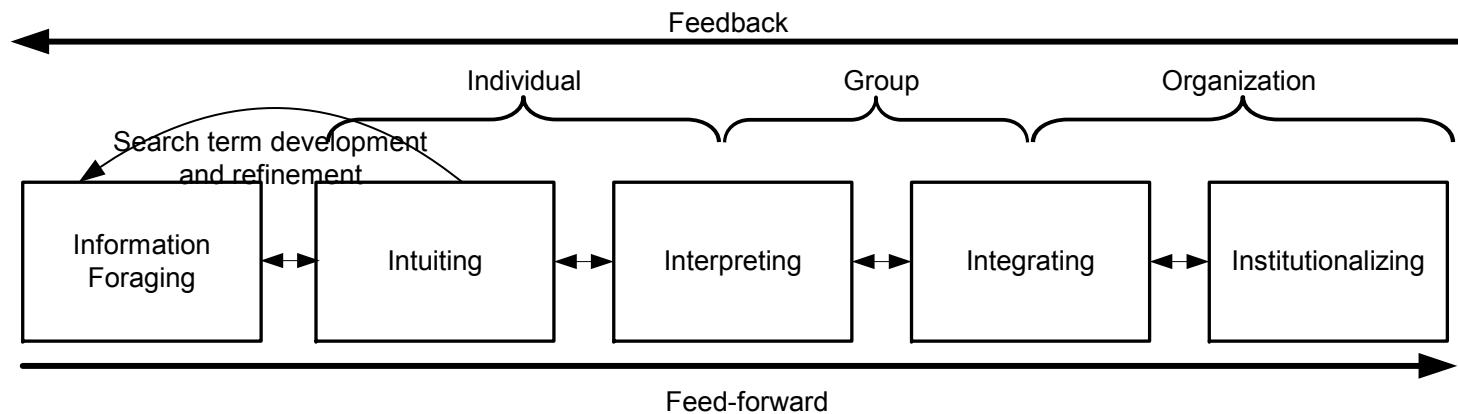 Feedback
Individual
Group
Organization
Search term development
and refinement
Information
Foraging
Intuiting
Interpreting
Integrating
Institutionalizing
Feed-forward